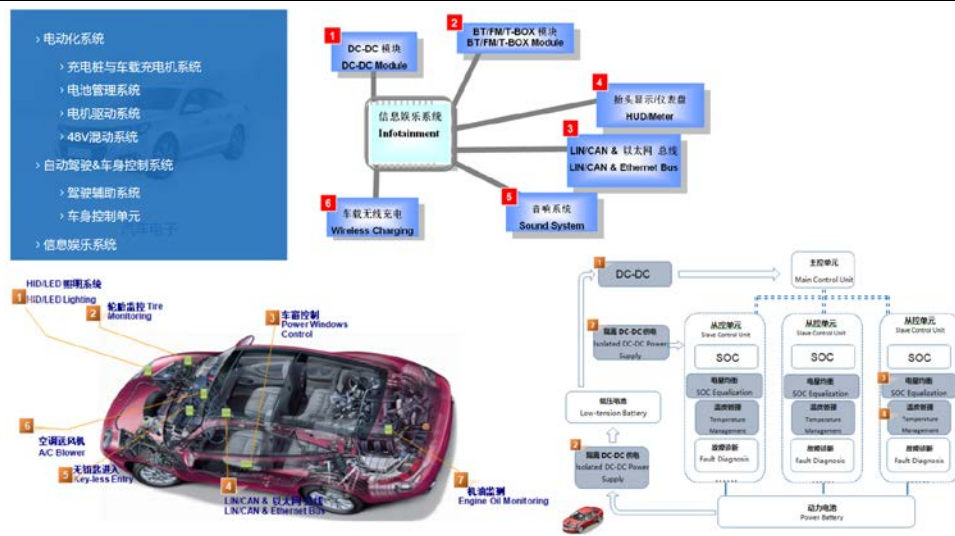 › 电动化系统
› 充电桩与车载充电机系统
› 电池管理系统
› 电机驱动系统
› 48V混动系统
› 自动驾驶&车身控制系统
› 驾驶辅助系统
› 车身控制单元
汽车电子
› 信息娱乐系统
1
DC-DC 模块
DC-DC Module
2
BT/FM/T-BOX 模块
BT/FM/T-BOX Module
信息娱乐系统
Infotainment
4
抬头显示/仪表盘
HUD/Meter
3
LIN/CAN & 以太网 总线
LIN/CAN & Ethernet Bus
6
车载无线充电
Wireless Charging
5
音响系统
Sound System
HID/LED 照明系统
1
HID/LED Lighting
2
轮胎监控 Tire
Monitoring
3
车窗控制
Power Windows
Control
6
空调送风机
A/C Blower
5
无钥匙进入
Key-less Entry
4
LIN/CAN & 以太网 总线
LIN/CAN & Ethernet Bus
7
机油监测
Engine Oil Monitoring
1
DC-DC
主控单元
Main Control Unit
2
隔离 DC-DC 供电
Isolated DC-DC Power
Supply
低压电池
Low-tension Battery
2
隔离 DC-DC 供电
Isolated DC-DC Power
Supply
从控单元
Slave Control Unit
SOC
电量均衡
SOC Equalization
温度管理
Temperature
Management
故障诊断
Fault Diagnosis
......
从控单元
Slave Control Unit
SOC
电量均衡
SOC Equalization
温度管理
Temperature
Management
故障诊断
Fault Diagnosis
......
从控单元
Slave Control Unit
SOC
3
电量均衡
SOC Equalization
4
温度管理
Temperature
Management
故障诊断
Fault Diagnosis
......
动力电池
Power Battery